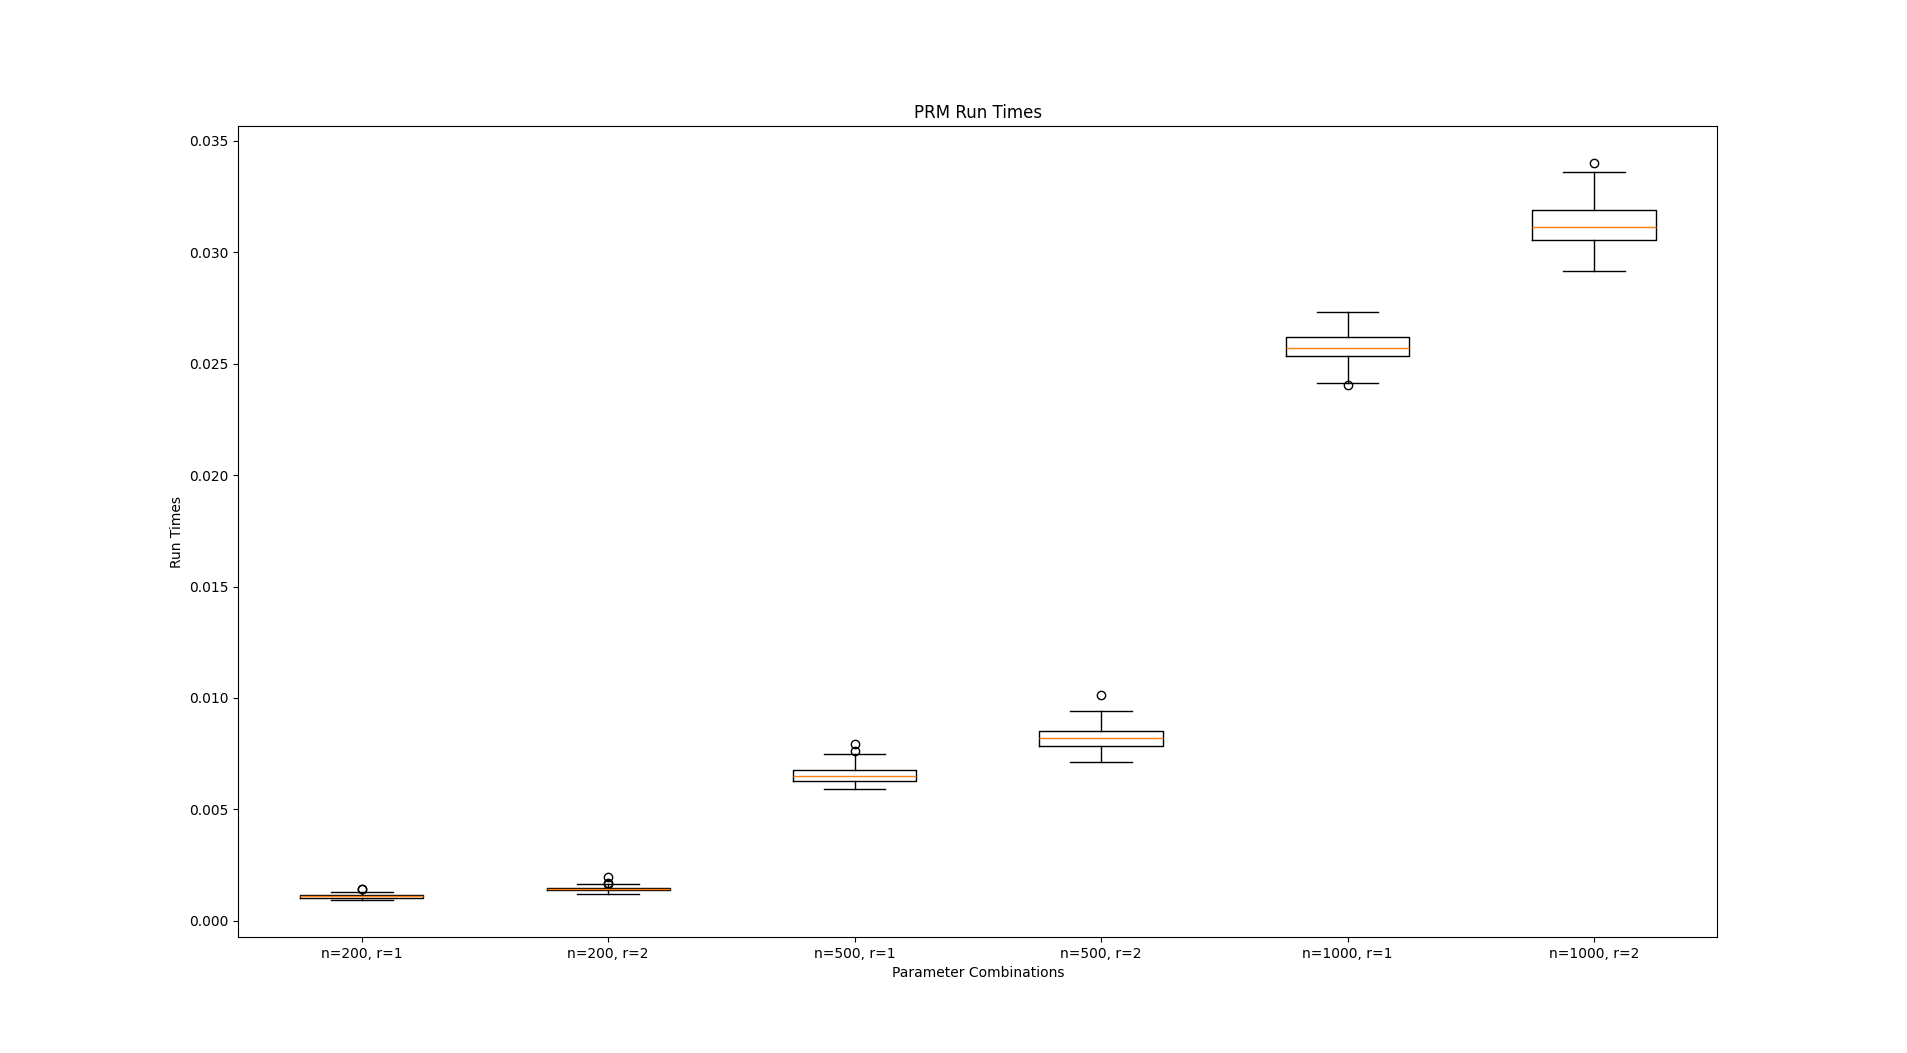 PRM Run Times
0.035
0.030
0.025
0.020
0.015
0.010
0.005
0.000
Run Times
n=200, r=1 n=200, r=2 n=500, r=1 n=500, r=2 n=1000, r=1 n=1000, r=2
Parameter Combinations